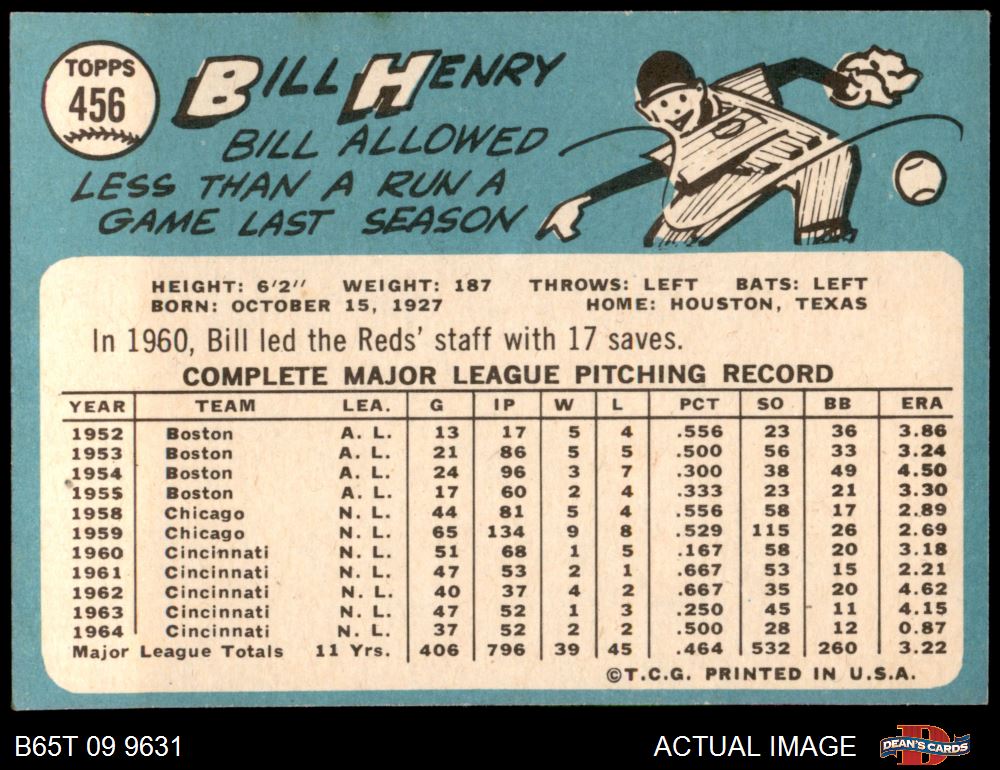 TOPPS
456
BILL HENRY
BILL ALLOWED
LESS THAN A RUN A
GAME LAST SEASON
HEIGHT: 6'2" WEIGHT: 187 THROWS: LEFT BATS: LEFT
BORN: OCTOBER 15, 1927 HOME: HOUSTON, TEXAS
In 1960, Bill led the Reds' staff with 17 saves.
COMPLETE MAJOR LEAGUE PITCHING RECORD
YEAR TEAM LEA. G IP W L PCT SO BB ERA
1952 Boston A. L. 13 17 5 4 .556 23 36 3.86
1953 Boston A. L. 21 86 5 5 .500 56 33 3.24
1954 Boston A. L. 24 96 3 7 .300 38 49 4.50
1955 Boston A. L. 17 60 2 4 .333 23 21 3.30
1958 Chicago N. L. 44 81 5 4 .556 58 17 2.89
1959 Chicago N. L. 65 134 9 8 .529 115 26 2.69
1960 Cincinnati N. L. 51 68 1 5 .167 58 20 3.18
1961 Cincinnati N. L. 47 53 2 1 .667 53 15 2.21
1962 Cincinnati N. L. 40 37 4 2 .667 35 20 4.62
1963 Cincinnati N. L. 47 52 1 3 .250 45 11 4.15
1964 Cincinnati N. L. 37 52 2 2 .500 28 12 0.87
Major League Totals 11 Yrs. 406 796 39 45 .464 532 260 3.22
©T.C.G. PRINTED IN U.S.A.
B65T 09 9631 ACTUAL IMAGE D DEAN'S CARDS